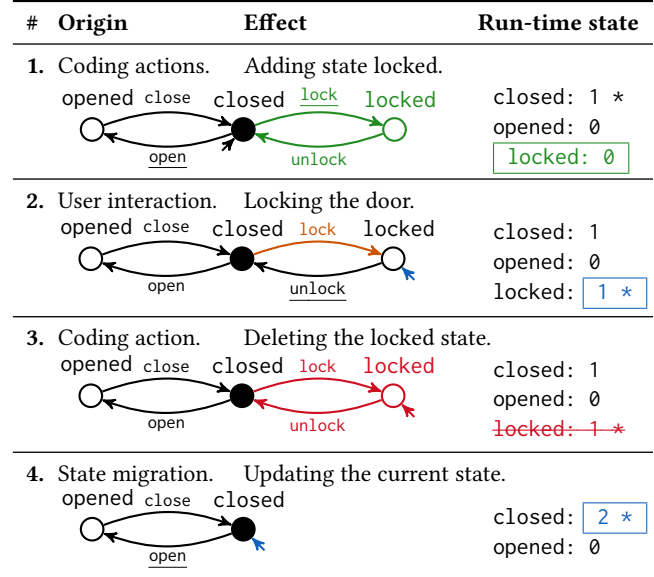 # Origin Effect Run-time state
1. Coding actions. Adding state locked.
opened close closed lock locked
open unlock
closed: 1 *
opened: 0
locked: 0
2. User interaction. Locking the door.
opened close closed lock locked
open unlock
closed: 1
opened: 0
locked: 1 *
3. Coding action. Deleting the locked state.
opened close closed lock locked
open unlock
closed: 1
opened: 0
locked: 1 *
4. State migration. Updating the current state.
opened close closed
open
closed: 2 *
opened: 0